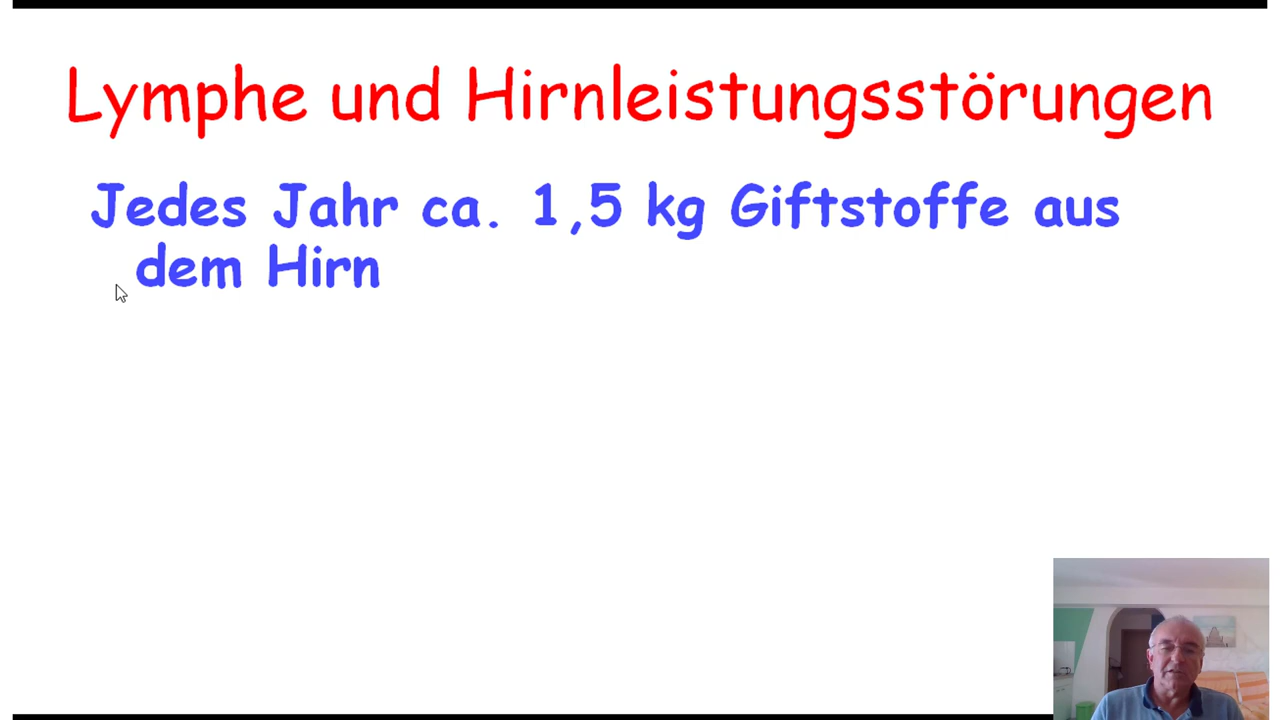 Lymphe und Hirnleistungsstörungen
Jedes Jahr ca. 1,5 kg Giftstoffe aus
dem Hirn